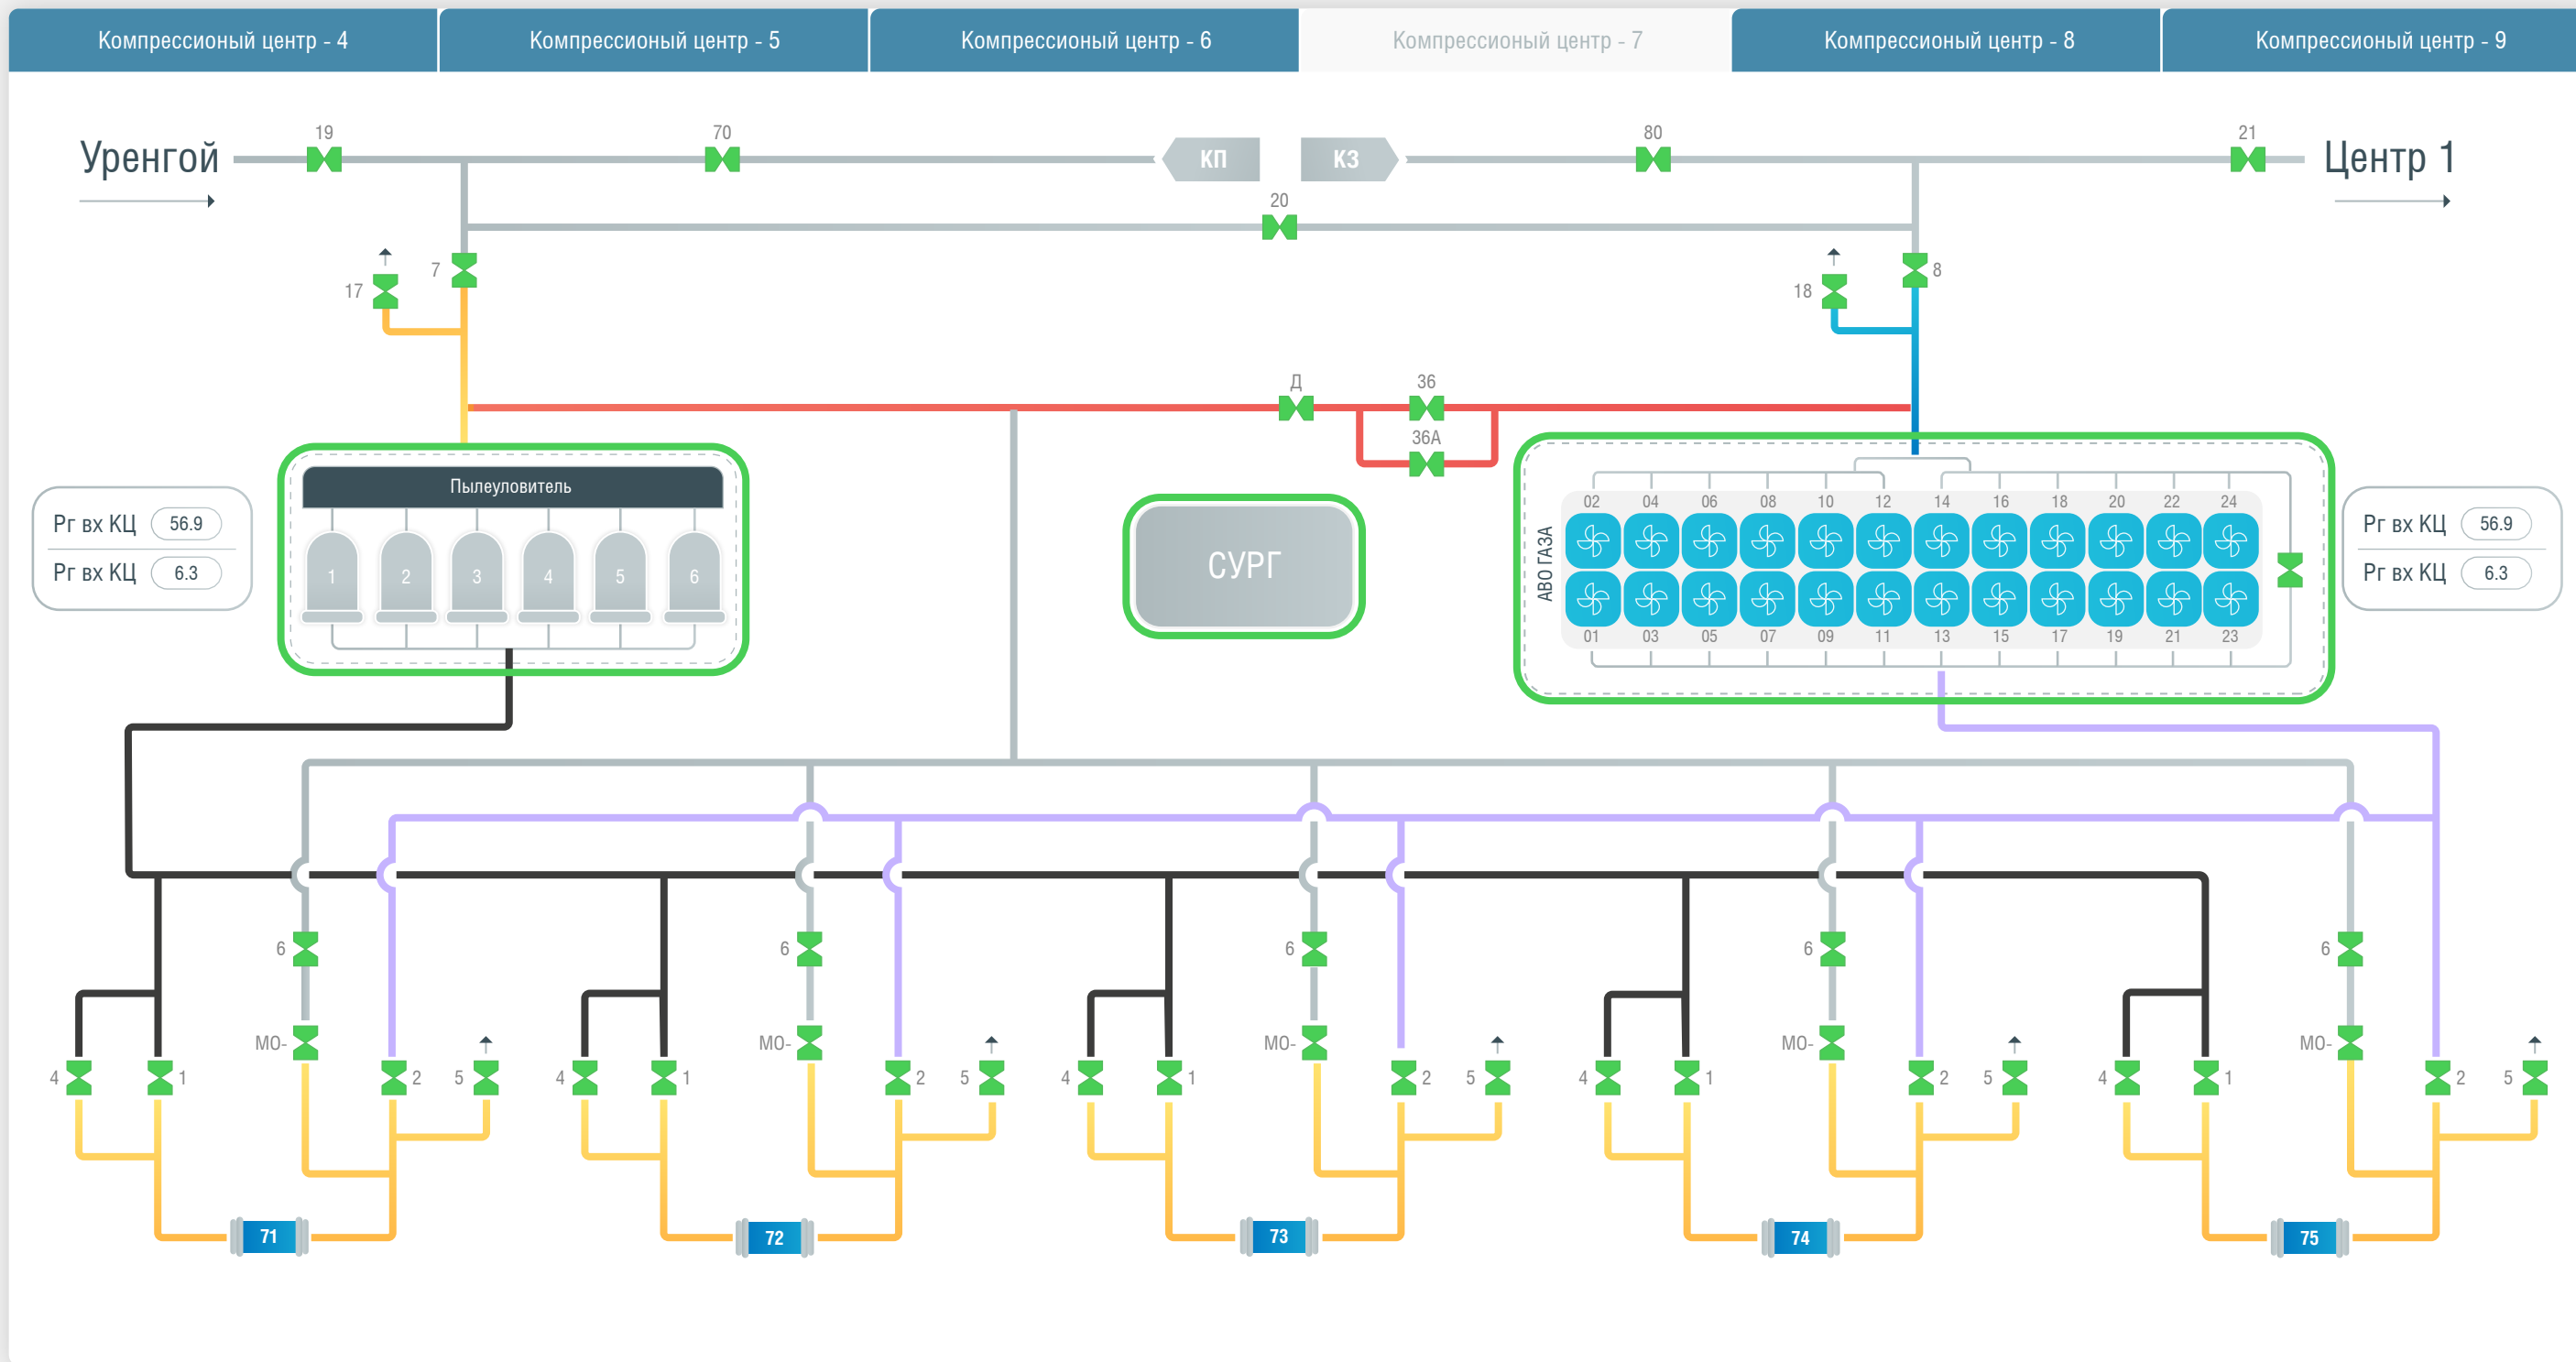 Компрессионый центр - 4
Компрессионый центр - 5
Компрессионый центр - 6
Компрессионый центр - 7
Компрессионый центр - 8
Компрессионый центр - 9
19
70
80
21
Уренгой
КП
КЗ
Центр 1
20
7
8
17
18
Д
36
36А
Пылеуловитель
1
2
3
4
5
6
Рг вх КЦ 56.9
Рг вх КЦ 6.3
СУРГ
АВО ГАЗА
02 04 06 08 10 12 14 16 18 20 22 24
01 03 05 07 09 11 13 15 17 19 21 23
Рг вх КЦ 56.9
Рг вх КЦ 6.3
6
6
6
6
6
МО-
МО-
МО-
МО-
МО-
4 1 2 5
4 1 2 5
4 1 2 5
4 1 2 5
4 1 2 5
71
72
73
74
75